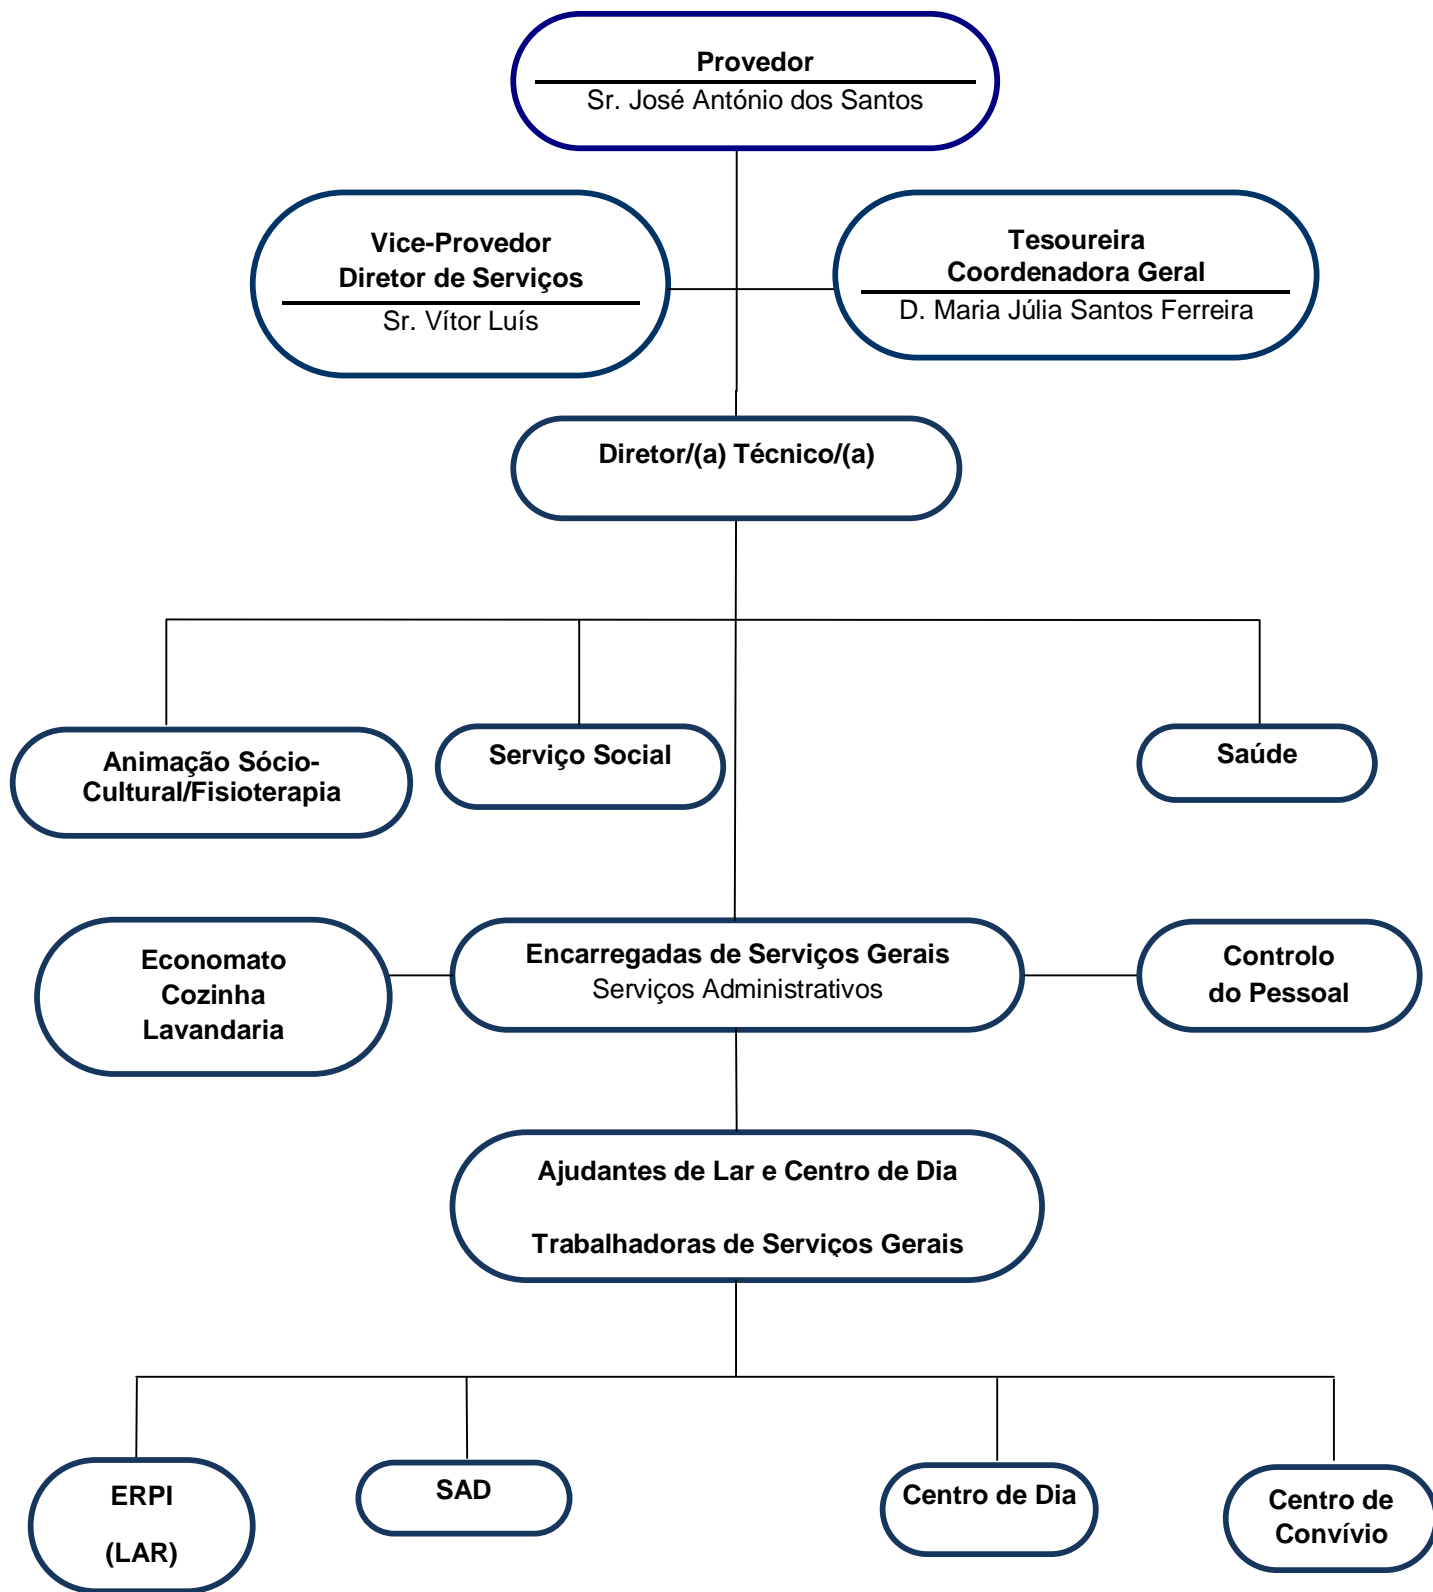 Provedor
Sr. José António dos Santos
Vice-Provedor
Diretor de Serviços
Sr. Vítor Luís
Tesoureira
Coordenadora Geral
D. Maria Júlia Santos Ferreira
Diretor/(a) Técnico/(a)
Animação Sócio-
Cultural/Fisioterapia
Serviço Social
Saúde
Economato
Cozinha
Lavandaria
Encarregadas de Serviços Gerais
Serviços Administrativos
Controlo
do Pessoal
Ajudantes de Lar e Centro de Dia
Trabalhadoras de Serviços Gerais
ERPI
(LAR)
SAD
Centro de Dia
Centro de
Convívio